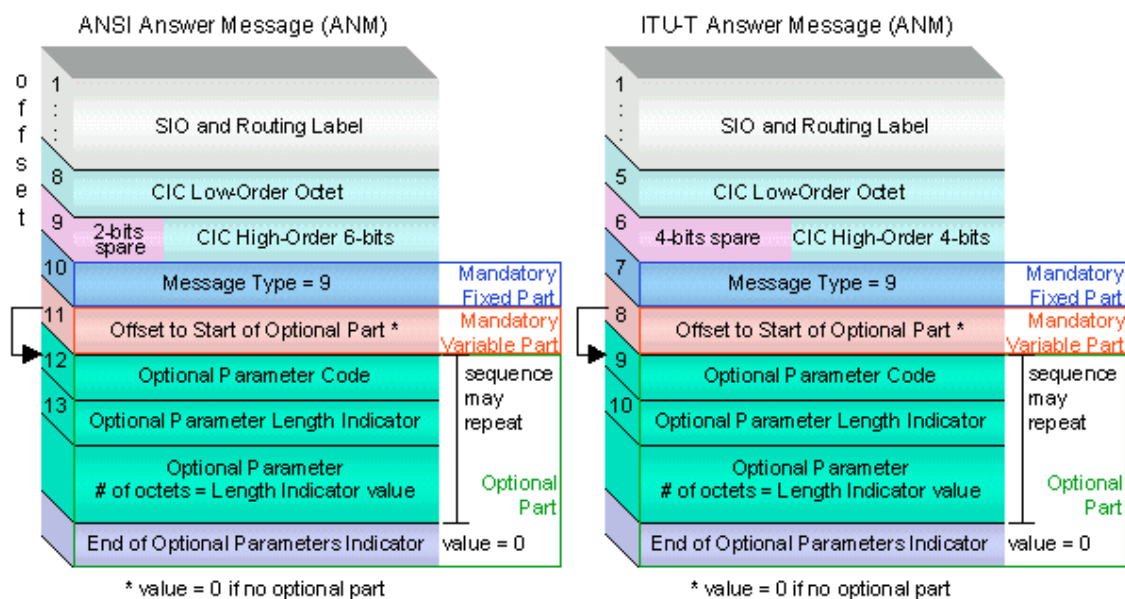 ANSI Answer Message (ANM)
offset
1
:
:
SIO and Routing Label
8
CIC Low-Order Octet
9
2-bits
spare
CIC High-Order 6-bits
10
Message Type = 9
Mandatory
Fixed Part
11
Offset to Start of Optional Part *
Mandatory
Variable Part
12
Optional Parameter Code
13
Optional Parameter Length Indicator
Optional Parameter
# of octets = Length Indicator value
sequence
may
repeat
Optional
Part
End of Optional Parameters Indicator
value = 0
* value = 0 if no optional part
ITU-T Answer Message (ANM)
1
:
:
SIO and Routing Label
5
CIC Low-Order Octet
6
4-bits spare
CIC High-Order 4-bits
7
Message Type = 9
Mandatory
Fixed Part
8
Offset to Start of Optional Part *
Mandatory
Variable Part
9
Optional Parameter Code
10
Optional Parameter Length Indicator
Optional Parameter
# of octets = Length Indicator value
sequence
may
repeat
Optional
Part
End of Optional Parameters Indicator
value = 0
* value = 0 if no optional part